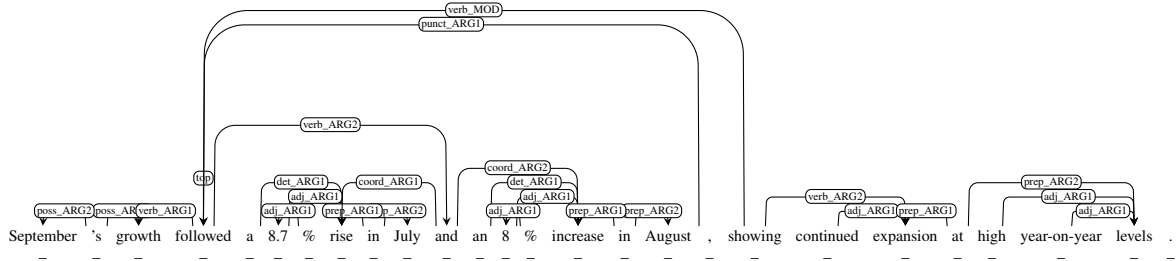 verb_MOD
punct_ARG1
verb_ARG2
top
coord_ARG2
det_ARG1 coord_ARG1 det_ARG1 prep_ARG2
adj_ARG1 adj_ARG1 verb_ARG2 adj_ARG1
poss_ARG2 verb_ARG1 adj_ARG1 prep_ARG1 adj_ARG1 prep_ARG1 prep_ARG2 adj_ARG1 prep_ARG1 adj_ARG1
September 's growth followed a 8.7 % rise in July and an 8 % increase in August , showing continued expansion at high year-on-year levels .
_ _ _ _ _ _ _ _ _ _ _ _ _ _ _ _ _ _ _ _ _ _ _ _ _ _